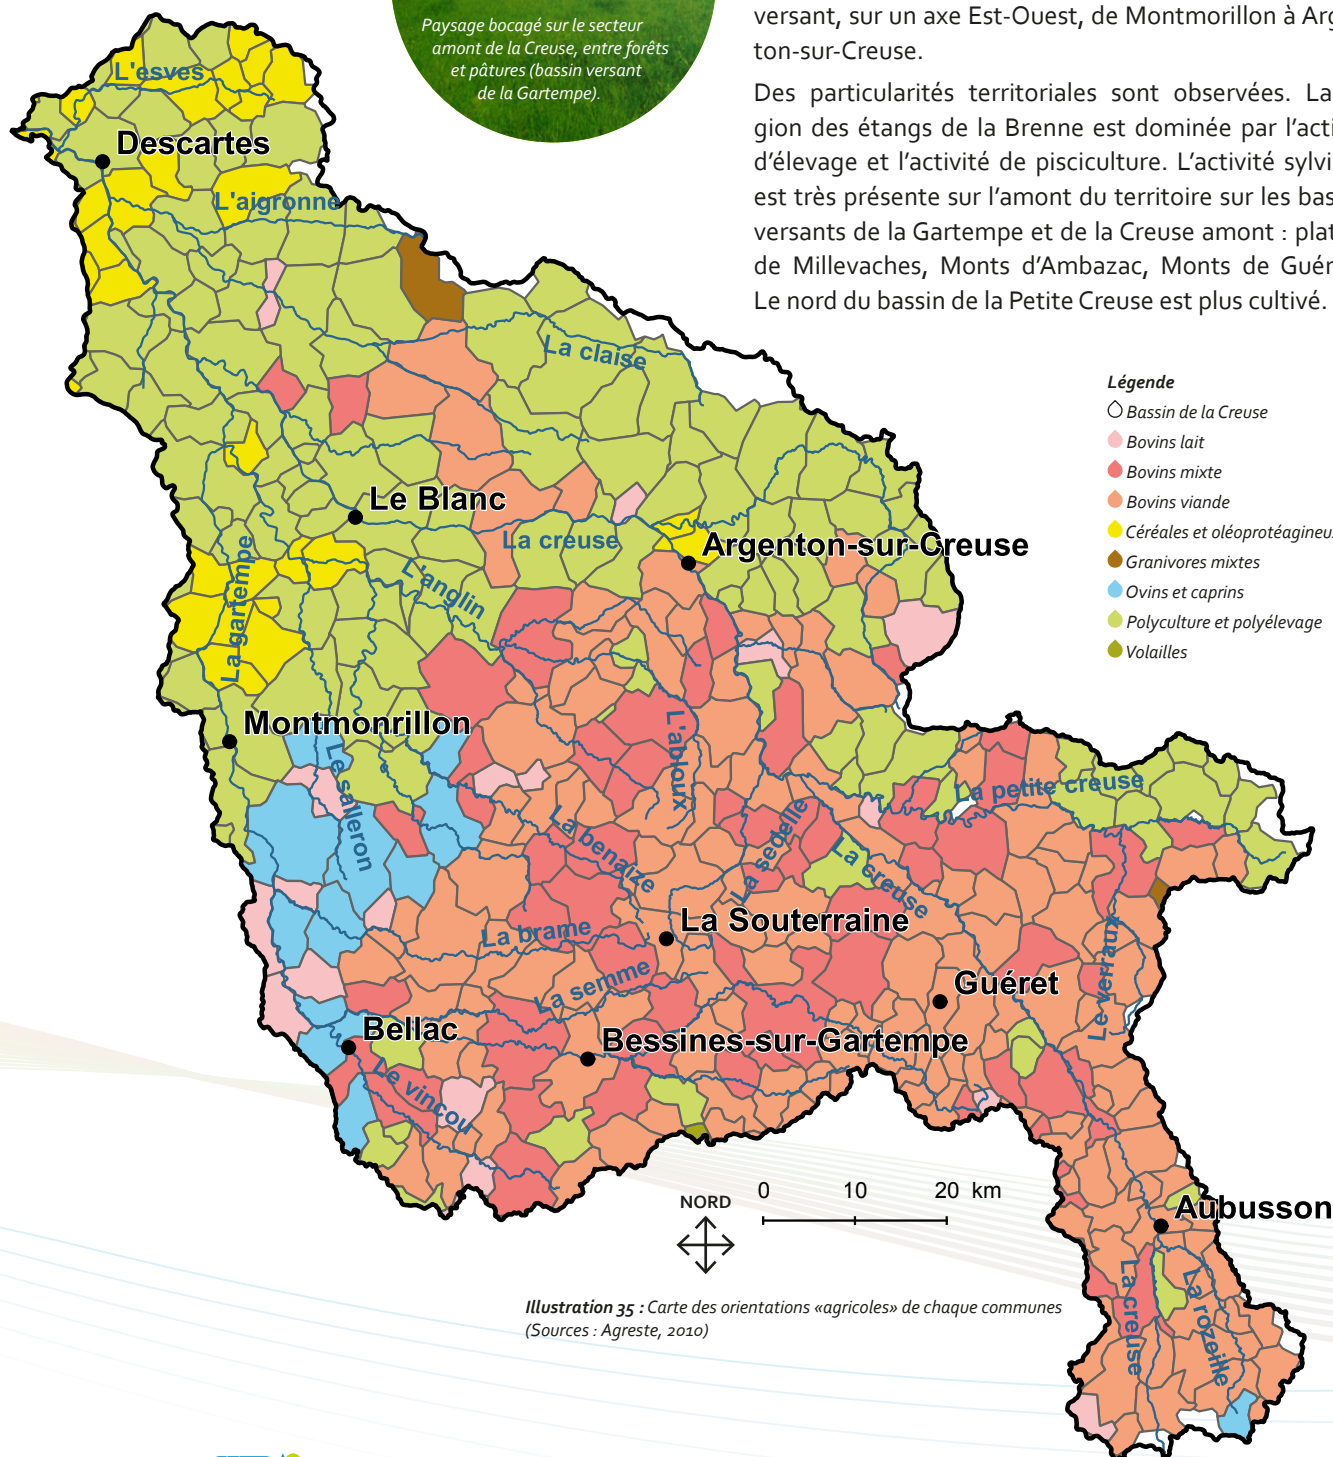 Paysage bocagé sur le secteur
amont de la Creuse, entre forêts
et pâtures (bassin versant
de la Gartempe).
versant, sur un axe Est-Ouest, de Montmorillon à Arg
ton-sur-Creuse.
Des particularités territoriales sont observées. La
gion des étangs de la Brenne est dominée par l'acti
d'élevage et l'activité de pisciculture. L'activité sylvi
est très présente sur l'amont du territoire sur les bas
versants de la Gartempe et de la Creuse amont : plat
de Millevaches, Monts d'Ambazac, Monts de Guér
Le nord du bassin de la Petite Creuse est plus cultivé.
Légende
Bassin de la Creuse
Bovins lait
Bovins mixte
Bovins viande
Céréales et oléoprotéagineux
Granivores mixtes
Ovins et caprins
Polyculture et polyélevage
Volailles
L'esves
Descartes
L'aigronne
La claise
Le Blanc
La creuse
Argenton-sur-Creuse
L'anglin
La gartempe
Montmonrillon
Le salleron
L'abloux
La petite creuse
La benaize
La sedelle
La creuse
La Souterraine
La brame
La semme
Guéret
Le verraux
Bellac
Bessines-sur-Gartempe
Le vincou
NORD
0 10 20 km
Aubusson
La creuse
La rozeille
Illustration 35 : Carte des orientations «agricoles» de chaque communes
(Sources : Agreste, 2010)